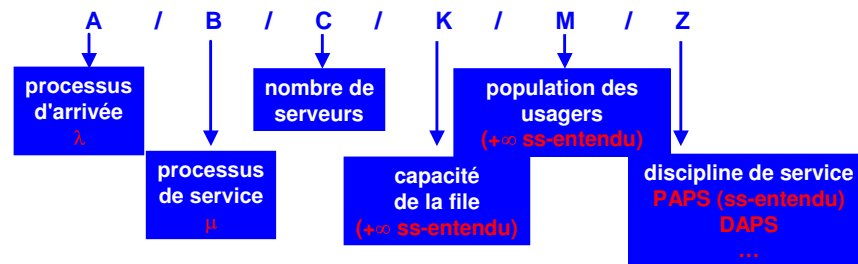 A / B / C / K / M / Z
processus
d'arrivée
λ
processus
de service
μ
nombre de
serveurs
capacité
de la file
(+∞ ss-entendu)
population des
usagers
(+∞ ss-entendu)
discipline de service
PAPS (ss-entendu)
DAPS
...